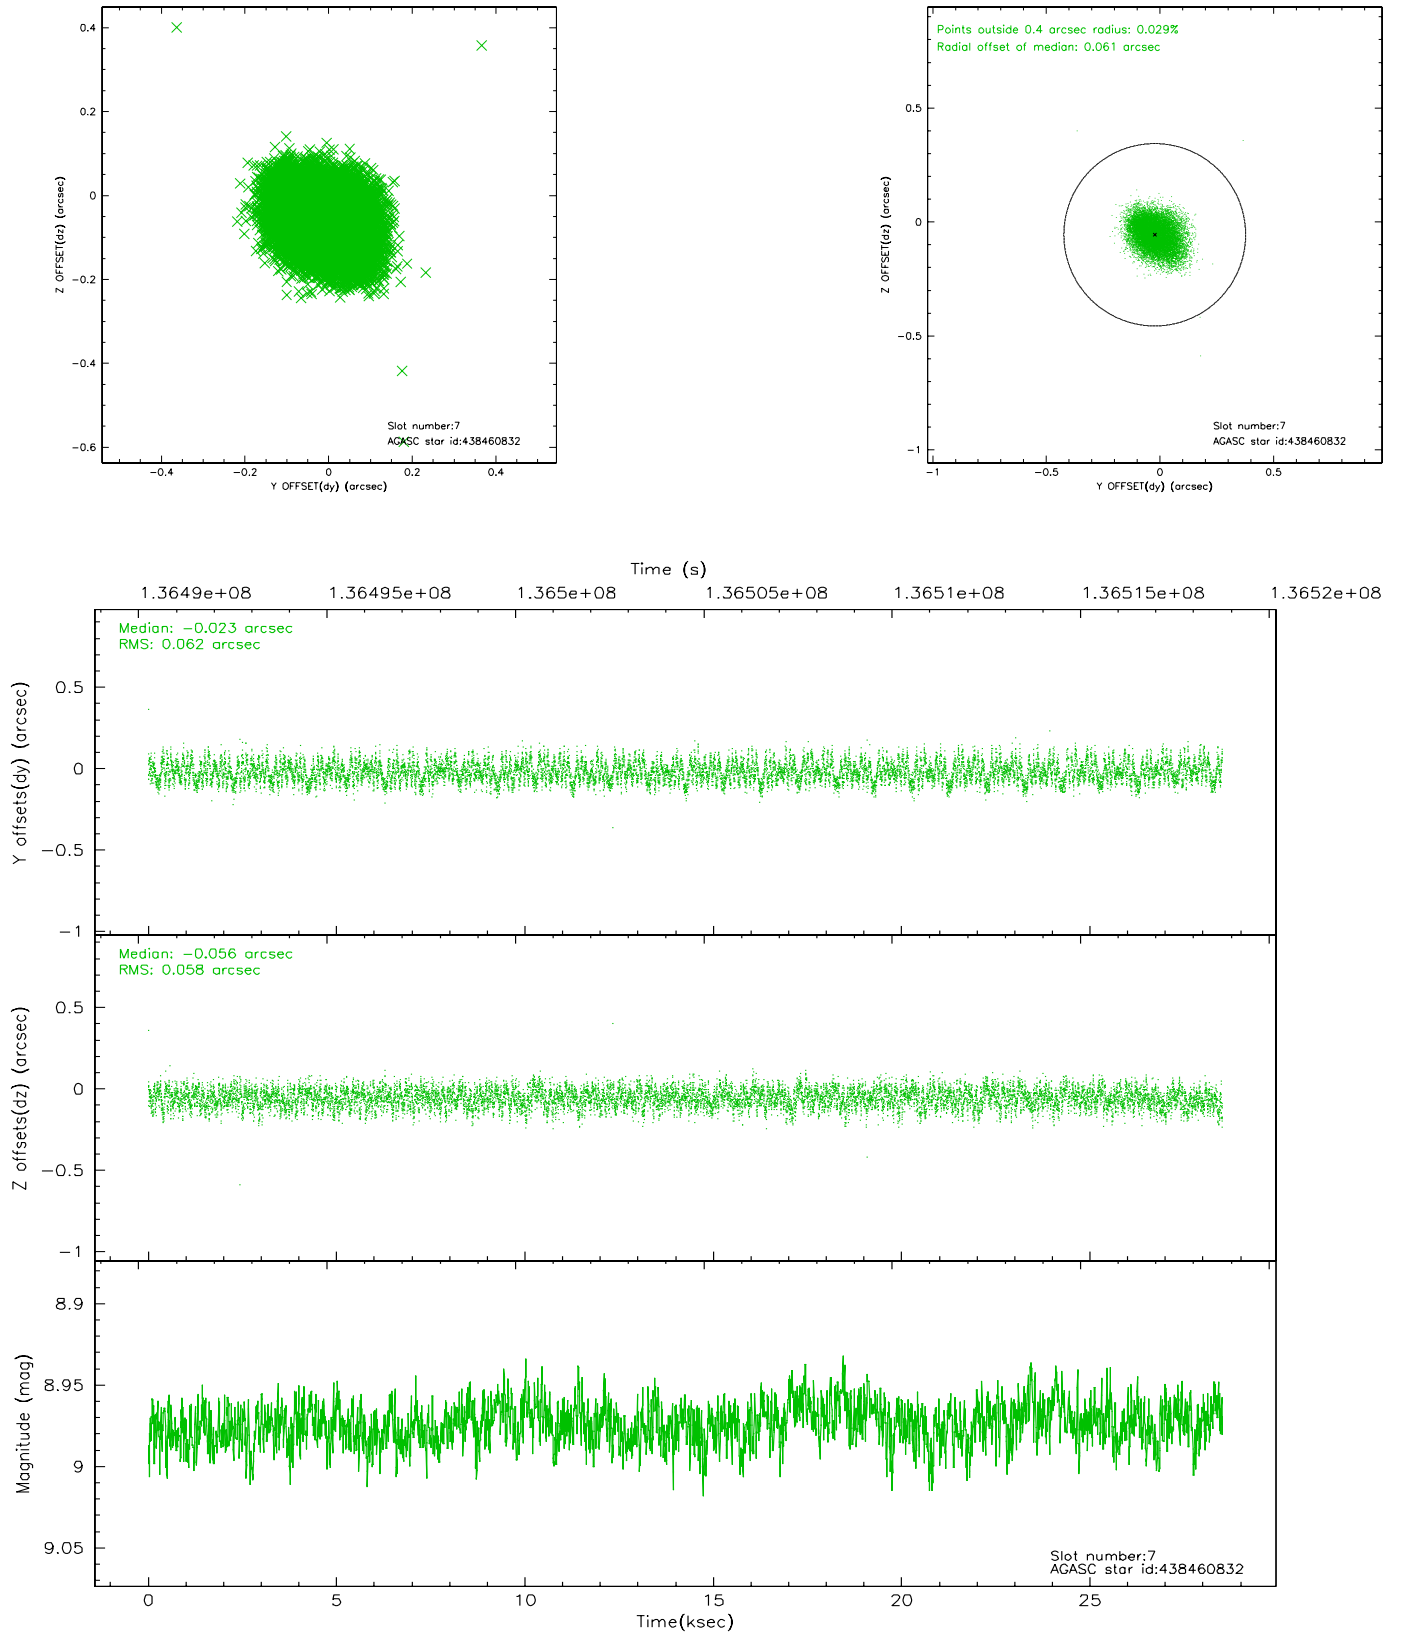 0.4
0.2
0
−0.2
−0.4
−0.6
Z OFFSET(dz) (arcsec)
Slot number:7
AGASC star id:438460832
−0.4 −0.2 0 0.2 0.4
Y OFFSET(dy) (arcsec)
Points outside 0.4 arcsec radius: 0.029%
Radial offset of median: 0.061 arcsec
0.5
0
−0.5
−1
Z OFFSET(dz) (arcsec)
Slot number:7
AGASC star id:438460832
−1 −0.5 0 0.5
Y OFFSET(dy) (arcsec)
Time (s)
1.3649e+08 1.36495e+08 1.365e+08 1.36505e+08 1.3651e+08 1.36515e+08 1.3652e+08
Median: −0.023 arcsec
RMS: 0.062 arcsec
0.5
0
−0.5
−1
Y offsets(dy) (arcsec)
Median: −0.056 arcsec
RMS: 0.058 arcsec
0.5
0
−0.5
−1
Z offsets(dz) (arcsec)
8.9
8.95
9
9.05
Magnitude (mag)
Slot number:7
AGASC star id:438460832
0 5 10 15 20 25
Time(ksec)